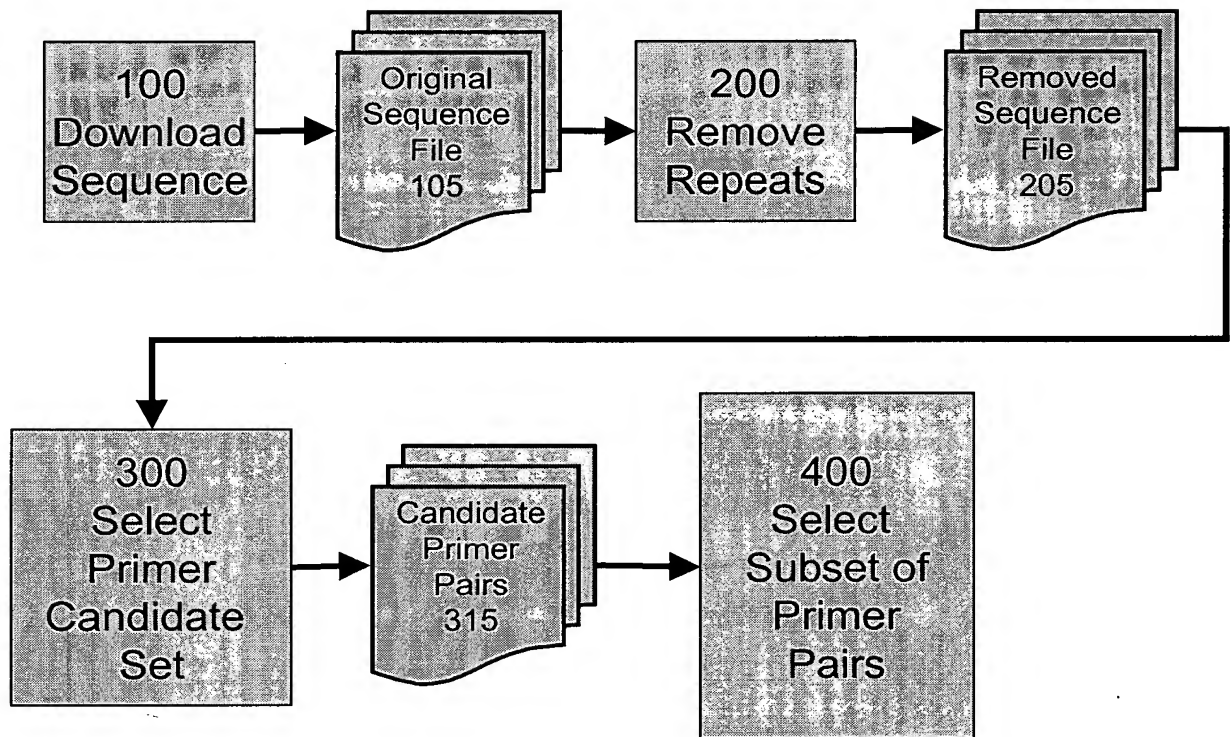 100
Download
Sequence
Original
Sequence
File
105
200
Remove
Repeats
Removed
Sequence
File
205
300
Select
Primer
Candidate
Set
Candidate
Primer
Pairs
315
400
Select
Subset of
Primer
Pairs